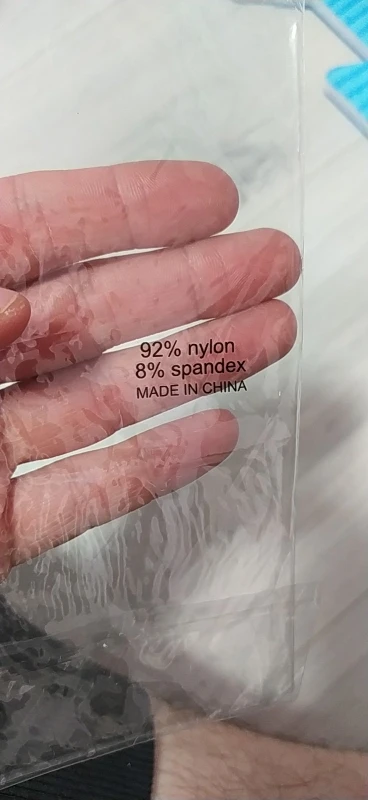 92% nylon
8% spandex
MADE IN CHINA